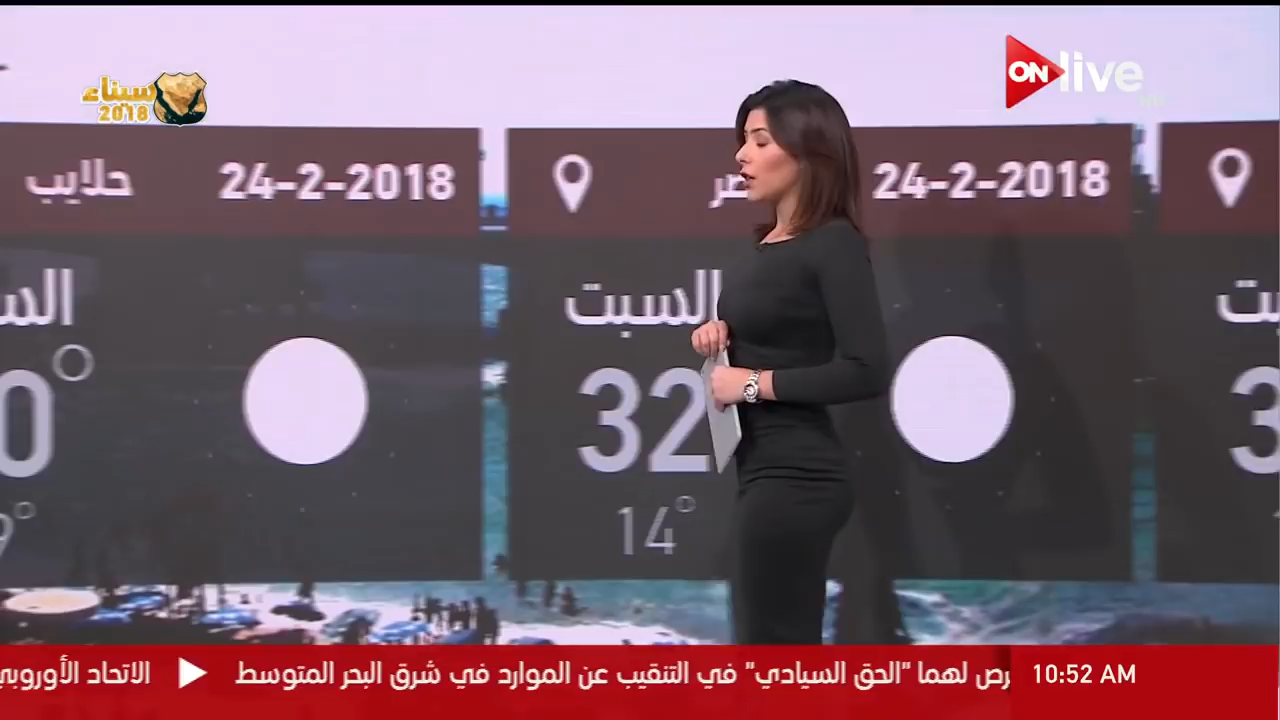 سيناء
2018
ON live
حلايب
24-2-2018
24-2-2018
السبت
32
14°
10:52 AM
لهما "الحق السيادي" في التنقيب عن الموارد في شرق البحر المتوسط
الاتحاد الأوروبي